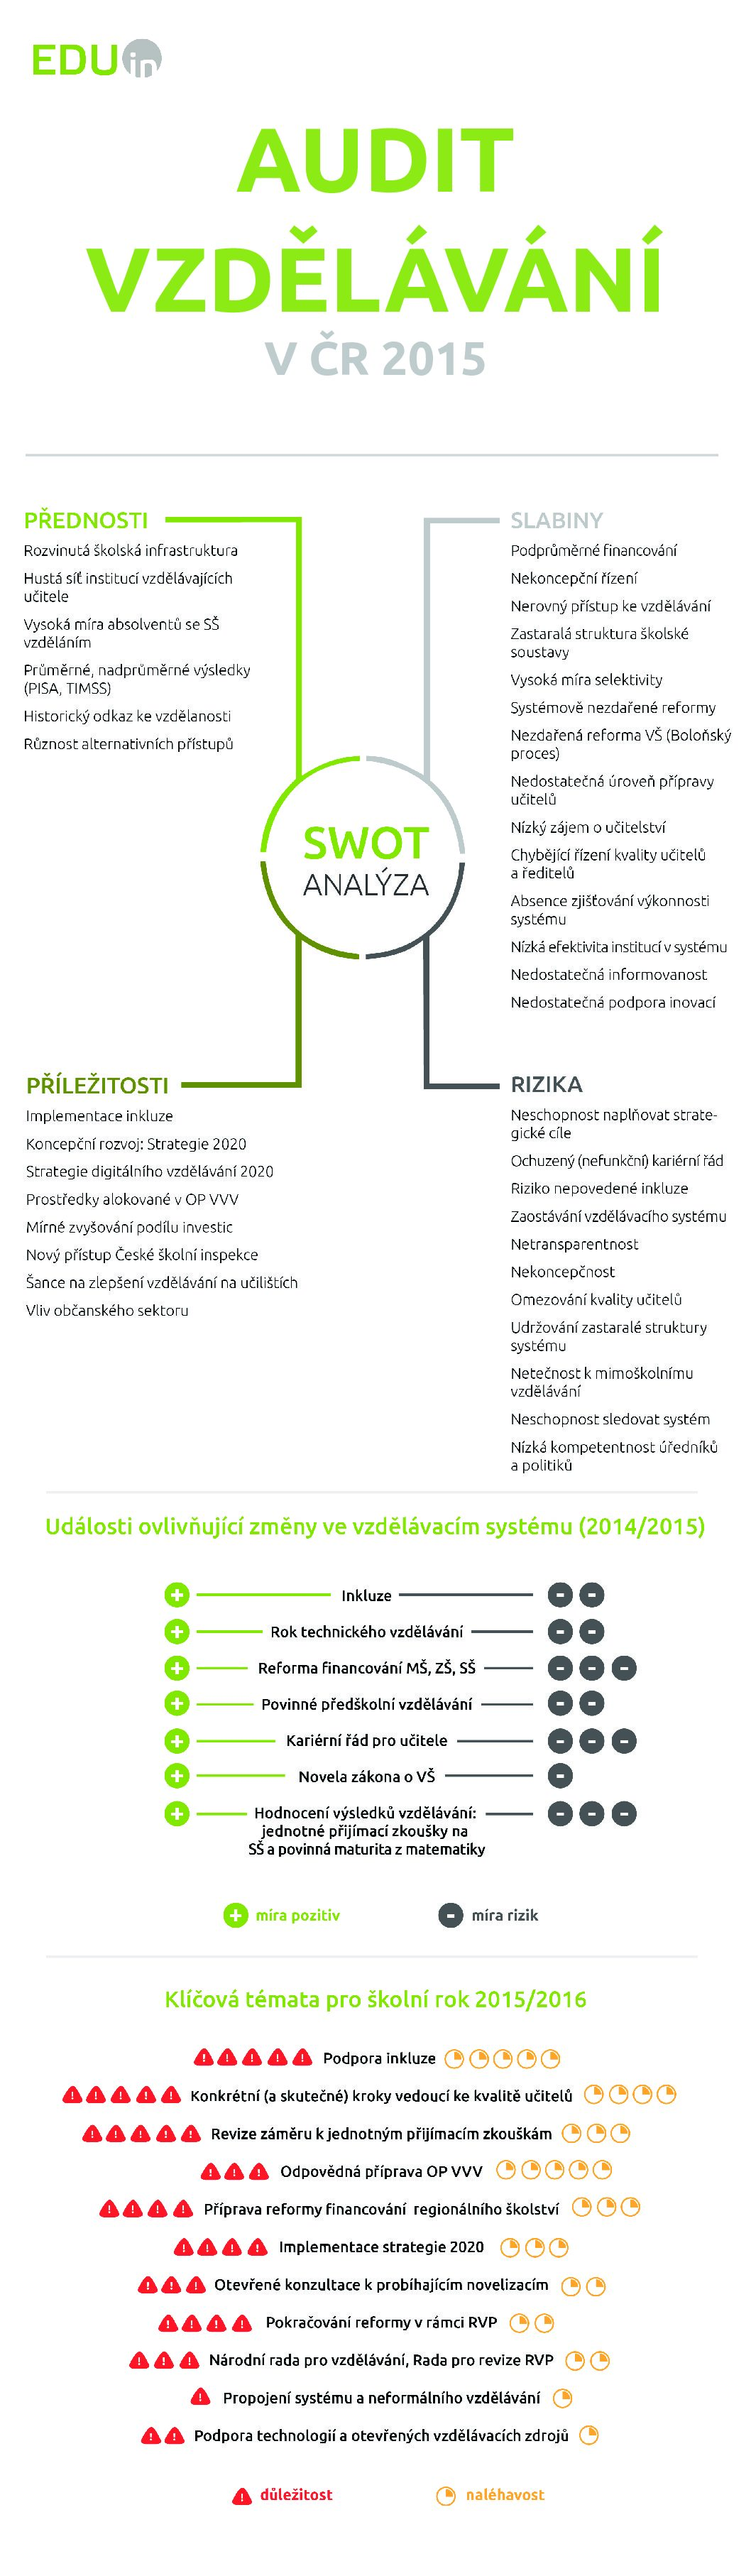 EDUin
AUDIT
VZDĚLÁVÁNÍ
V ČR 2015
PŘEDNOSTI
Rozvinutá školská infrastruktura
Hustá síť institucí vzdělávajících
učitele
Vysoká míra absolventů se SŠ
vzděláním
Průměrné, nadprůměrné výsledky
(PISA, TIMSS)
Historický odkaz ke vzdělanosti
Různost alternativních přístupů
SLABINY
Podprůměrné financování
Nekoncepční řízení
Nerovný přístup ke vzdělávání
Zastaralá struktura školské
soustavy
Vysoká míra selektivity
Systémově nezdařené reformy
Nezdařená reforma VŠ (Boloňský
proces)
Nedostatečná úroveň přípravy
učitelů
Nízký zájem o učitelství
Chybějící řízení kvality učitelů
a ředitelů
Absence zjišťování výkonnosti
systému
Nízká efektivita institucí v systému
Nedostatečná informovanost
Nedostatečná podpora inovací
SWOT
ANALÝZA
PŘÍLEŽITOSTI
Implementace inkluze
Koncepční rozvoj: Strategie 2020
Strategie digitálního vzdělávání 2020
Prostředky alokované v OP VVV
Mírné zvyšování podílu investic
Nový přístup České školní inspekce
Šance na zlepšení vzdělávání na učilištích
Vliv občanského sektoru
RIZIKA
Neschopnost naplňovat strate-
gické cíle
Ochuzený (nefunkční) kariérní řád
Riziko nepovedené inkluze
Zaostávání vzdělávacího systému
Netransparentnost
Nekoncepčnost
Omezování kvality učitelů
Udržování zastaralé struktury
systému
Netečnost k mimoškolnímu
vzdělávání
Neschopnost sledovat systém
Nízká kompetentnost úředníků
a politiků
Události ovlivňující změny ve vzdělávacím systému (2014/2015)
Inkluze
Rok technického vzdělávání
Reforma financování MŠ, ZŠ, SŠ
Povinné předškolní vzdělávání
Kariérní řád pro učitele
Novela zákona o VŠ
Hodnocení výsledků vzdělávání:
jednotné přijímací zkoušky na
SŠ a povinná maturita z matematiky
míra pozitiv
míra rizik
Klíčová témata pro školní rok 2015/2016
Podpora inkluze
Konkrétní (a skutečné) kroky vedoucí ke kvalitě učitelů
Revize záměru k jednotným přijímacím zkouškám
Odpovědná příprava OP VVV
Příprava reformy financování regionálního školství
Implementace strategie 2020
Otevřené konzultace k probíhajícím novelizacím
Pokračování reformy v rámci RVP
Národní rada pro vzdělávání, Rada pro revize RVP
Propojení systému a neformálního vzdělávání
Podpora technologií a otevřených vzdělávacích zdrojů
důležitost
naléhavost